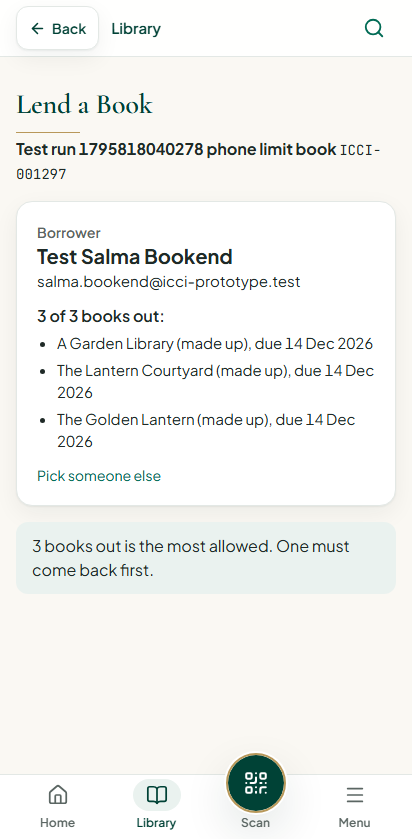 Back
Library
Lend a Book
Test run 1795818040278 phone limit book ICCI-
001297
Borrower
Test Salma Bookend
salma.bookend@icci-prototype.test
3 of 3 books out:
A Garden Library (made up), due 14 Dec 2026
The Lantern Courtyard (made up), due 14 Dec
2026
The Golden Lantern (made up), due 14 Dec
2026
Pick someone else
3 books out is the most allowed. One must
come back first.
Home
Library
Scan
Menu